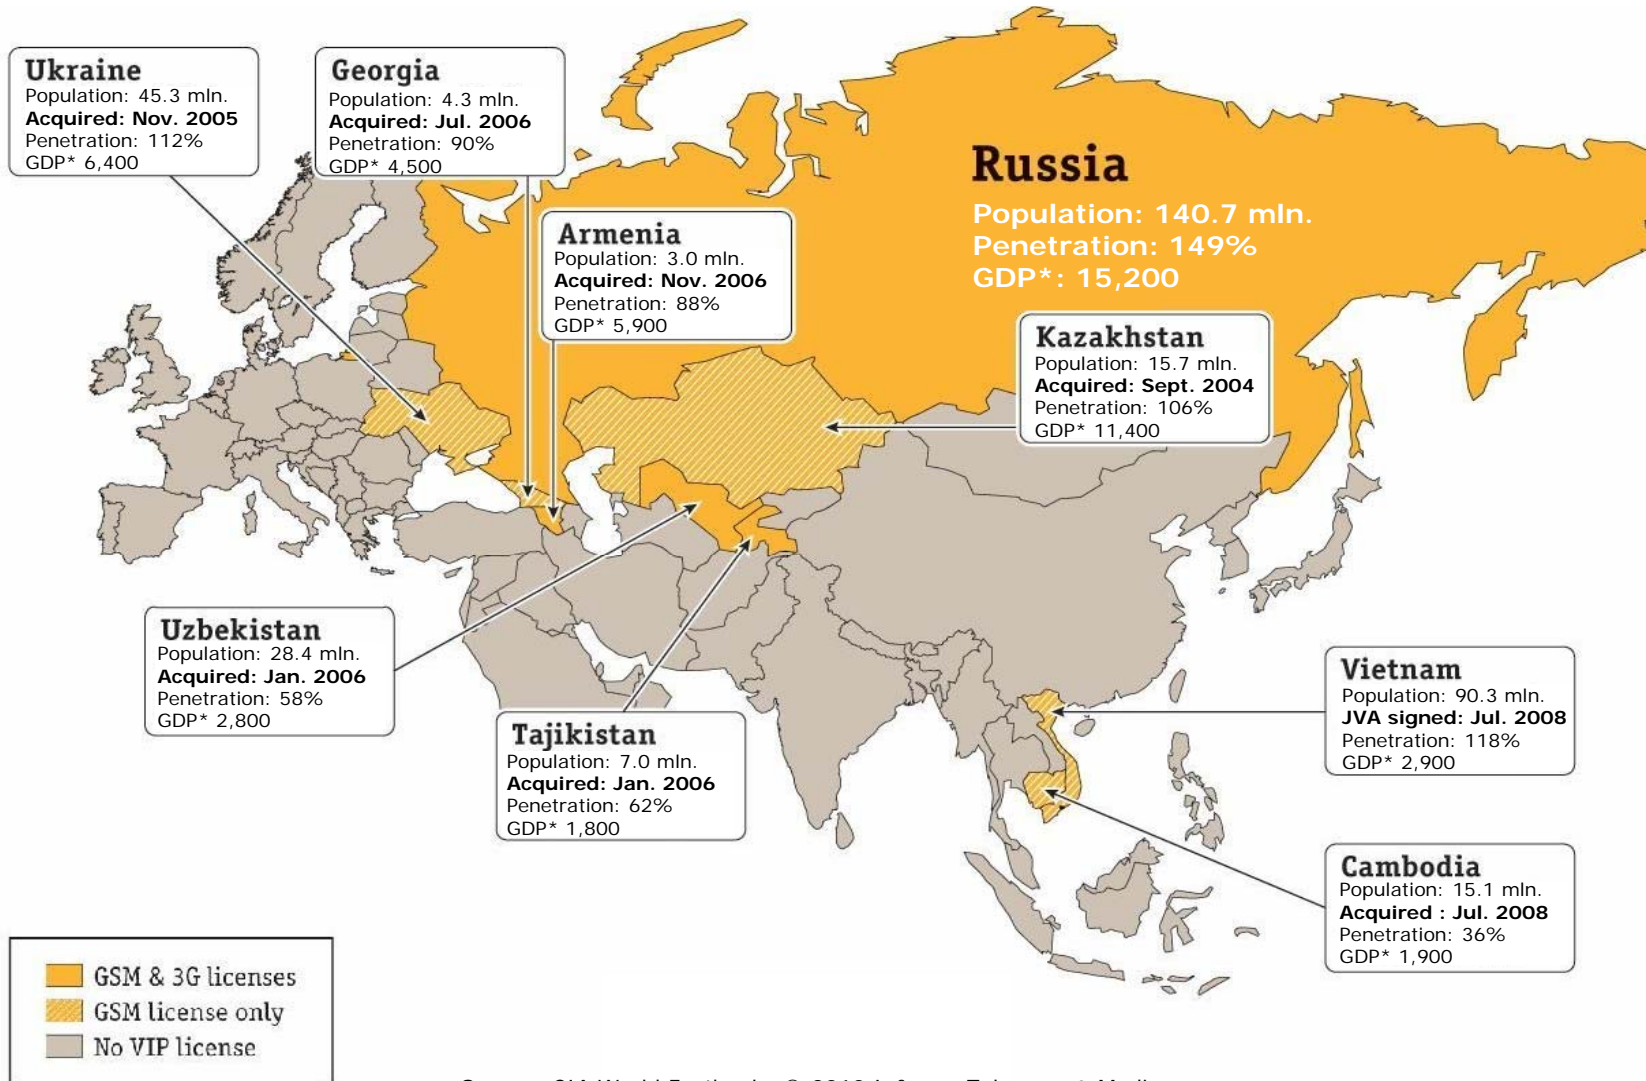 Ukraine
Population: 45.3 mln.
Acquired: Nov. 2005
Penetration: 112%
GDP* 6,400
Georgia
Population: 4.3 mln.
Acquired: Jul. 2006
Penetration: 90%
GDP* 4,500
Armenia
Population: 3.0 mln.
Acquired: Nov. 2006
Penetration: 88%
GDP* 5,900
Russia
Population: 140.7 mln.
Penetration: 149%
GDP*: 15,200
Kazakhstan
Population: 15.7 mln.
Acquired: Sept. 2004
Penetration: 106%
GDP* 11,400
Uzbekistan
Population: 28.4 mln.
Acquired: Jan. 2006
Penetration: 58%
GDP* 2,800
Tajikistan
Population: 7.0 mln.
Acquired: Jan. 2006
Penetration: 62%
GDP* 1,800
Vietnam
Population: 90.3 mln.
JVA signed: Jul. 2008
Penetration: 118%
GDP* 2,900
Cambodia
Population: 15.1 mln.
Acquired : Jul. 2008
Penetration: 36%
GDP* 1,900
GSM & 3G licenses
GSM license only
No VIP license